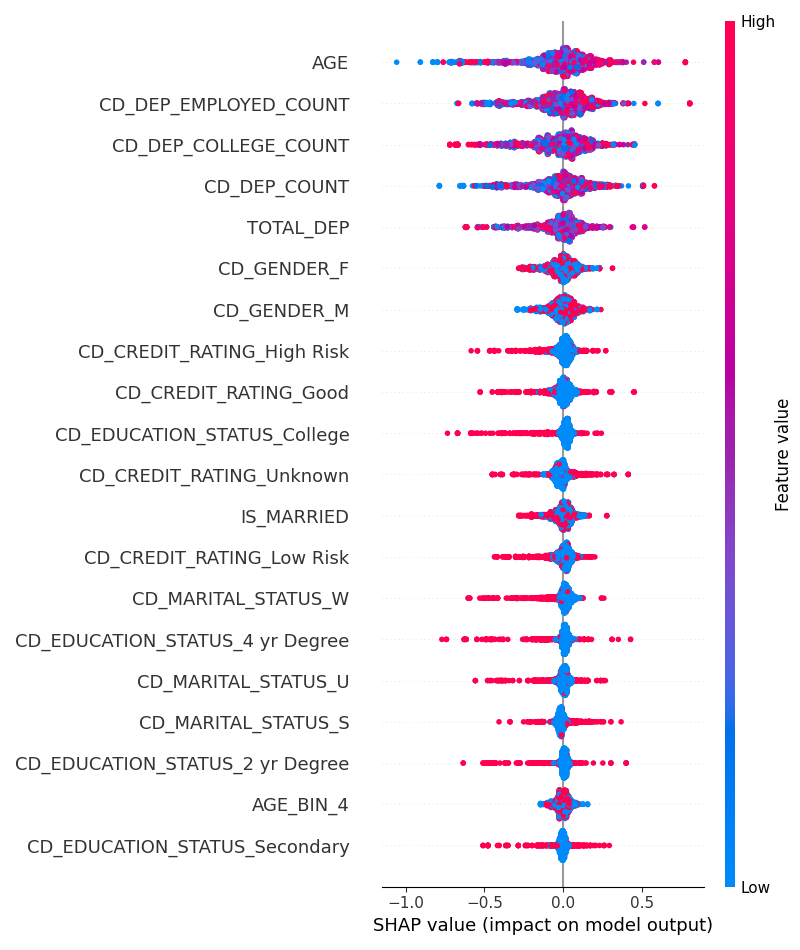 High
AGE
CD_DEP_EMPLOYED_COUNT
CD_DEP_COLLEGE_COUNT
CD_DEP_COUNT
TOTAL_DEP
CD_GENDER_F
CD_GENDER_M
CD_CREDIT_RATING_High Risk
CD_CREDIT_RATING_Good
CD_EDUCATION_STATUS_College
CD_CREDIT_RATING_Unknown
IS_MARRIED
CD_CREDIT_RATING_Low Risk
CD_MARITAL_STATUS_W
CD_EDUCATION_STATUS_4 yr Degree
CD_MARITAL_STATUS_U
CD_MARITAL_STATUS_S
CD_EDUCATION_STATUS_2 yr Degree
AGE_BIN_4
CD_EDUCATION_STATUS_Secondary
Feature value
Low
−1.0 −0.5 0.0 0.5
SHAP value (impact on model output)